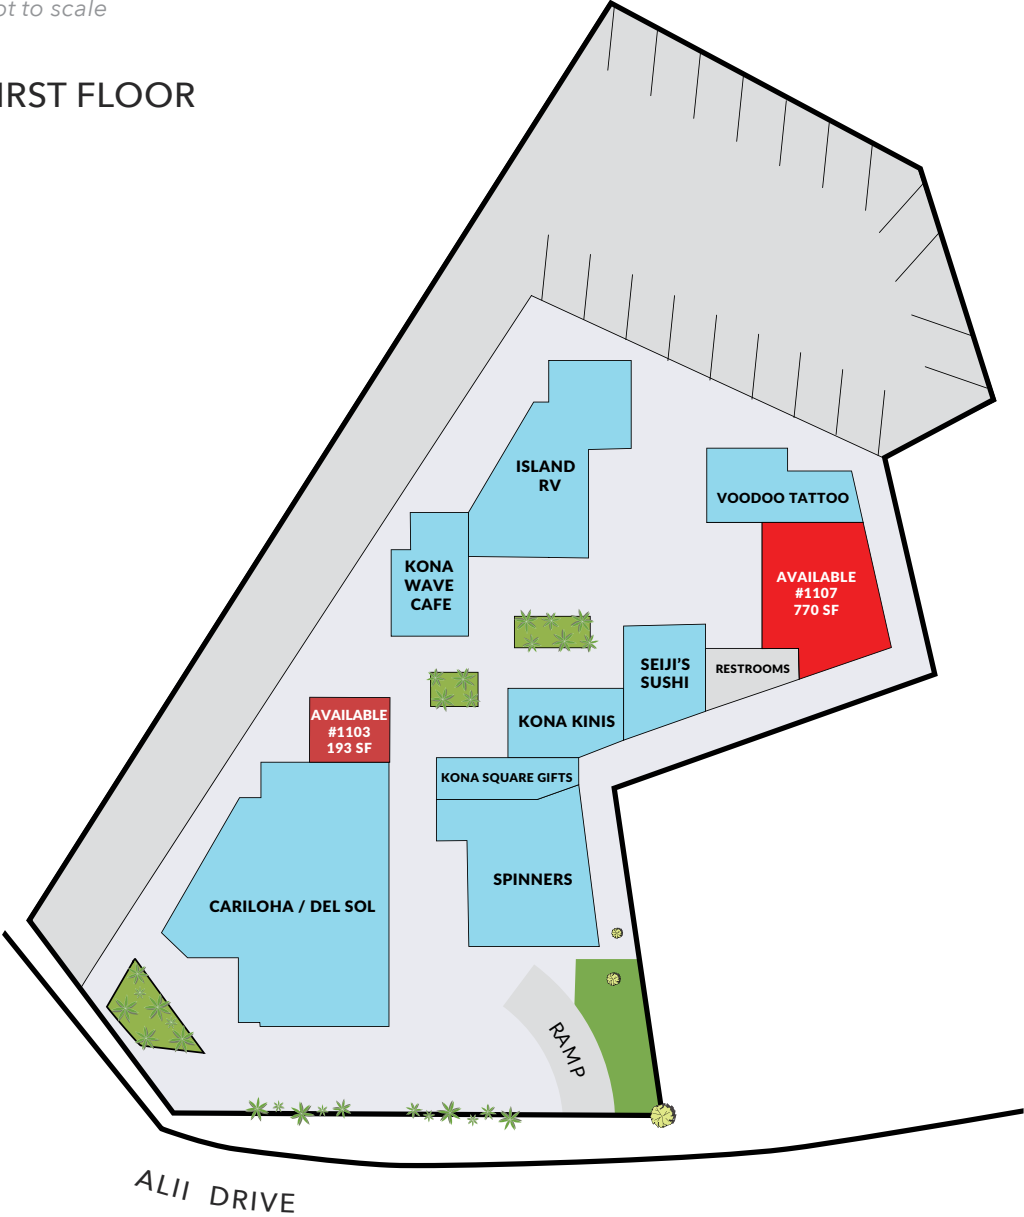 ot to scale
IRST FLOOR
ISLAND
RV
VOODOO TATTOO
KONA
WAVE
CAFE
AVAILABLE
#1107
770 SF
SEIJI'S
SUSHI
RESTROOMS
AVAILABLE
#1103
193 SF
KONA KINIS
KONA SQUARE GIFTS
SPINNERS
CARILOHA / DEL SOL
RAMP
ALII DRIVE